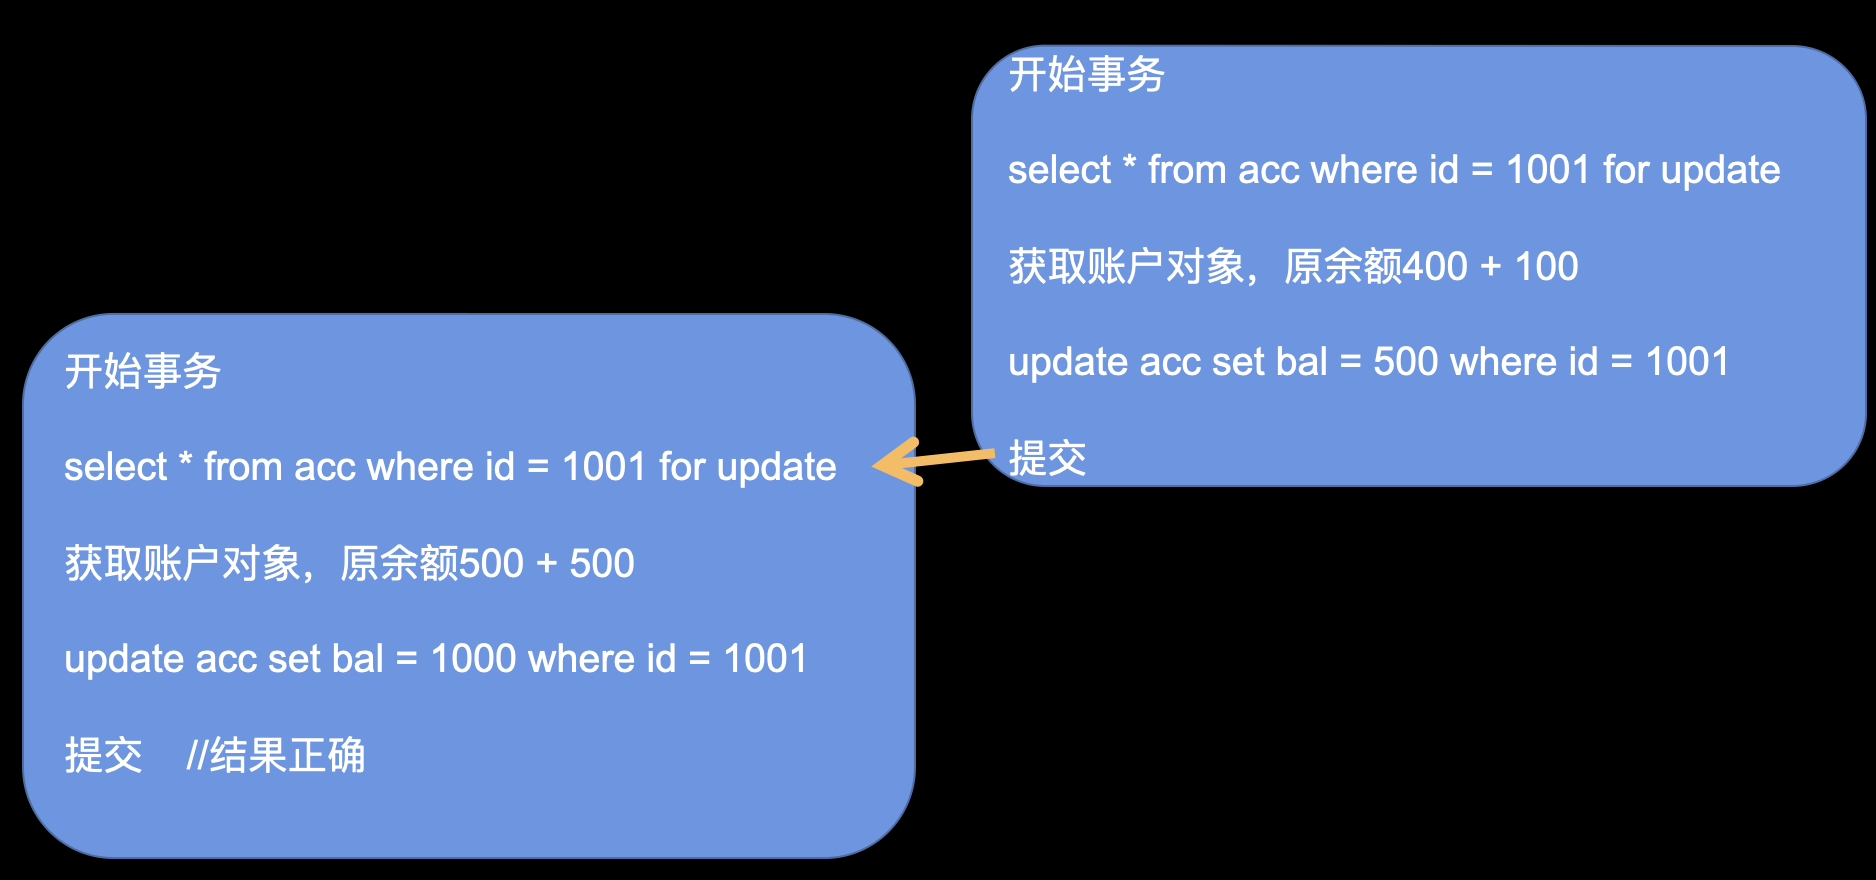 开始事务
select * from acc where id = 1001 for update
获取账户对象，原余额400 + 100
update acc set bal = 500 where id = 1001
提交
开始事务
select * from acc where id = 1001 for update
获取账户对象，原余额500 + 500
update acc set bal = 1000 where id = 1001
提交    //结果正确